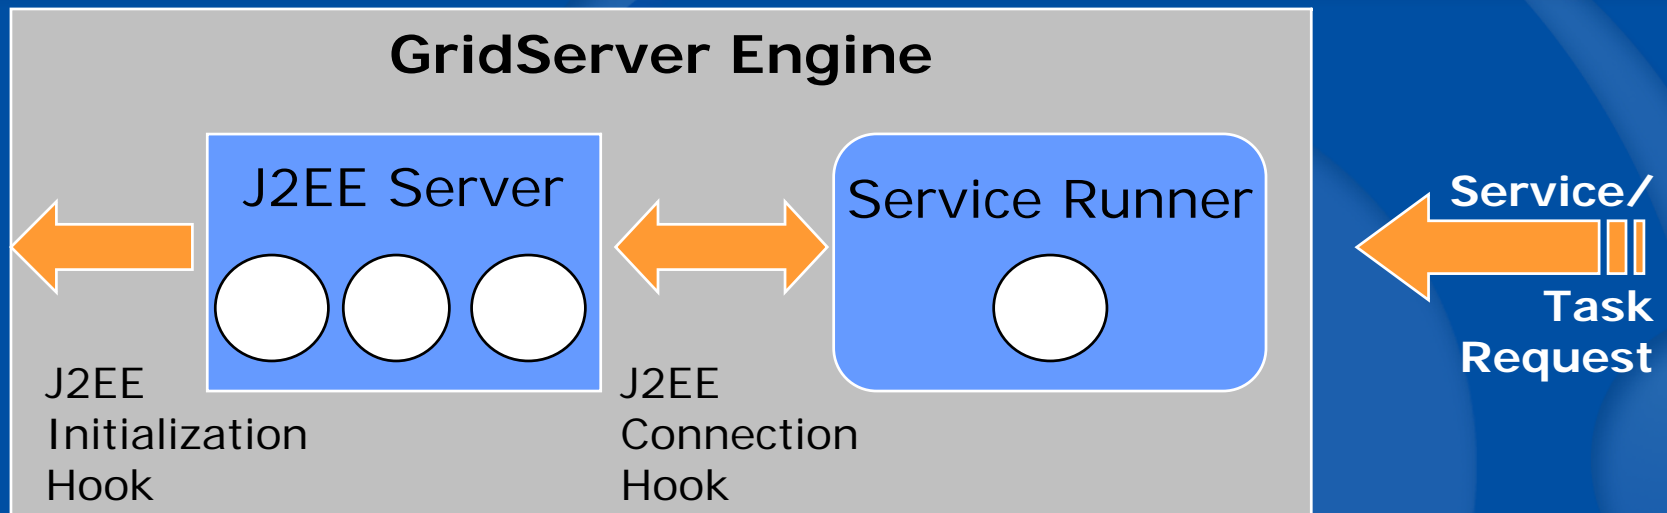 GridServer Engine
J2EE Server
Service Runner
Service/
Task
Request
J2EE
Initialization
Hook
J2EE
Connection
Hook